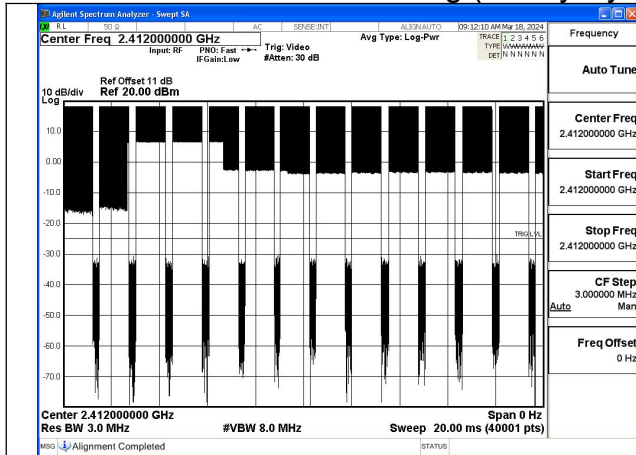 Agilent Spectrum Analyzer - Swept SA
RL 50 Ω AC SENSE:INT ALIGN AUTO 09:12:10 AM Mar 18, 2024
Center Freq 2.412000000 GHz
Input: RF PNO: Fast Trig: Video Avg Type: Log-Pwr
IFGain:Low #Atten: 30 dB
TRACE 1 2 3 4 5 6
TYPE WWWWWW
DET N N N N N N
Ref Offset 11 dB
10 dB/div Ref 20.00 dBm
Log
10.0
0.00
-10.0
-20.0
TRIG LVL
-30.0
-40.0
-50.0
-60.0
-70.0
Center 2.412000000 GHz Span 0 Hz
Res BW 3.0 MHz #VBW 8.0 MHz Sweep 20.00 ms (40001 pts)
MSG Alignment Completed STATUS
Frequency
Auto Tune
Center Freq
2.412000000 GHz
Start Freq
2.412000000 GHz
Stop Freq
2.412000000 GHz
CF Step
3.000000 MHz
Auto Man
Freq Offset
0 Hz